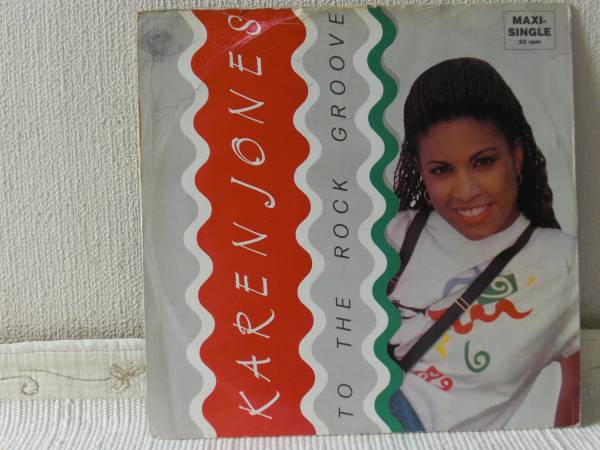 KAREN JONES
TO THE ROCK GROOVE
MAXI-
SINGLE
33 rpm